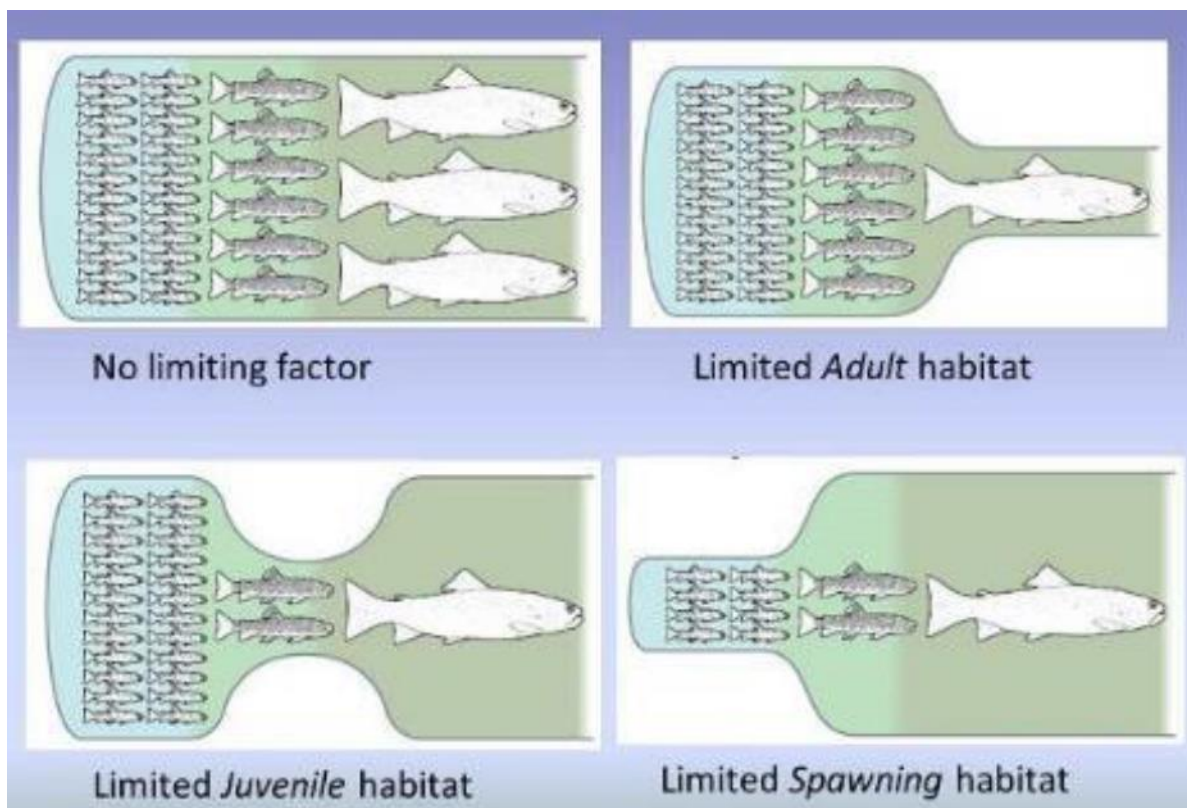 No limiting factor
Limited Adult habitat
Limited Juvenile habitat
Limited Spawning habitat